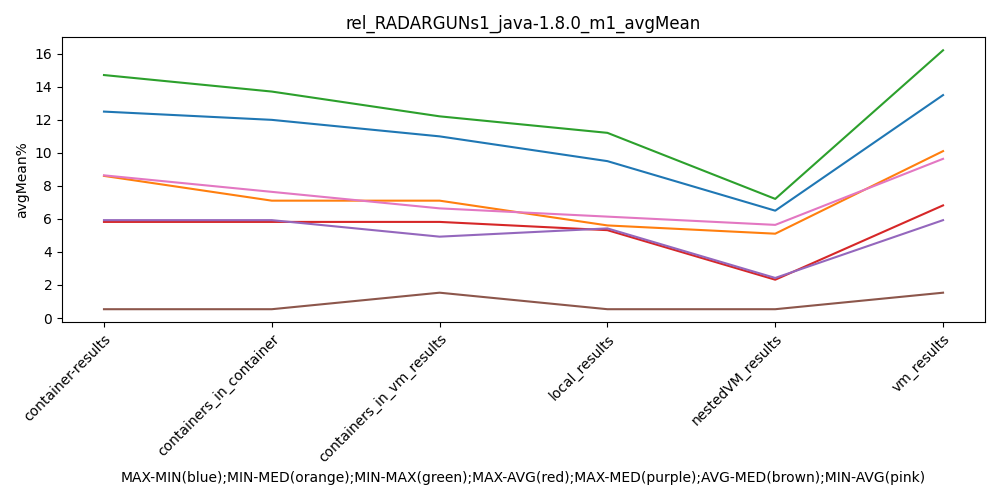 rel_RADARGUNs1_java-1.8.0_m1_avgMean
avgMean%
16
14
12
10
8
6
4
2
0
container-results
containers_in_container
containers_in_vm_results
local_results
nestedVM_results
vm_results
MAX-MIN(blue);MIN-MED(orange);MIN-MAX(green);MAX-AVG(red);MAX-MED(purple);AVG-MED(brown);MIN-AVG(pink)